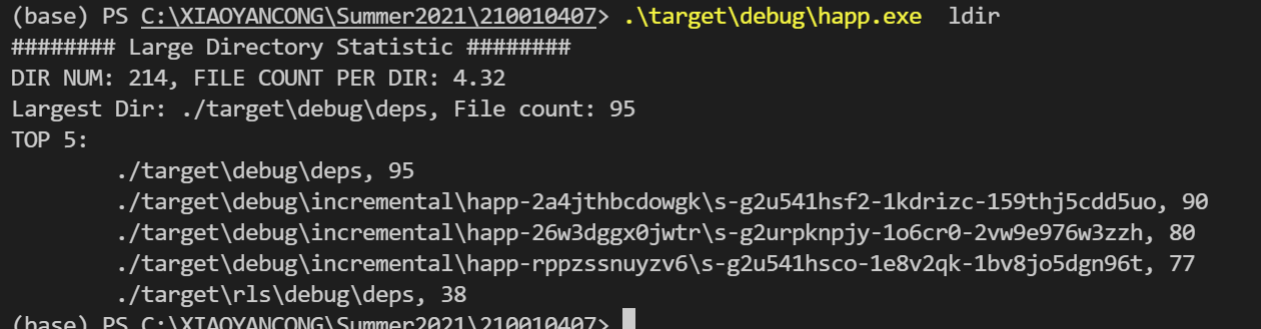 (base) PS C:\XIAOYANCONG\Summer2021\210010407> .\target\debug\happ.exe  ldir
######## Large Directory Statistic ########
DIR NUM: 214, FILE COUNT PER DIR: 4.32
Largest Dir: ./target\debug\deps, File count: 95
TOP 5:
        ./target\debug\deps, 95
        ./target\debug\incremental\happ-2a4jthbcdowgk\s-g2u541hsf2-1kdrizc-159thj5cdd5uo, 90
        ./target\debug\incremental\happ-26w3dggx0jwtr\s-g2urpknpjy-1o6cr0-2vw9e976w3zzh, 80
        ./target\debug\incremental\happ-rppzssnuyzv6\s-g2u541hsco-1e8v2qk-1bv8jo5dgn96t, 77
        ./target\rls\debug\deps, 38
(base) PS C:\XIAOYANCONG\Summer2021\210010407>